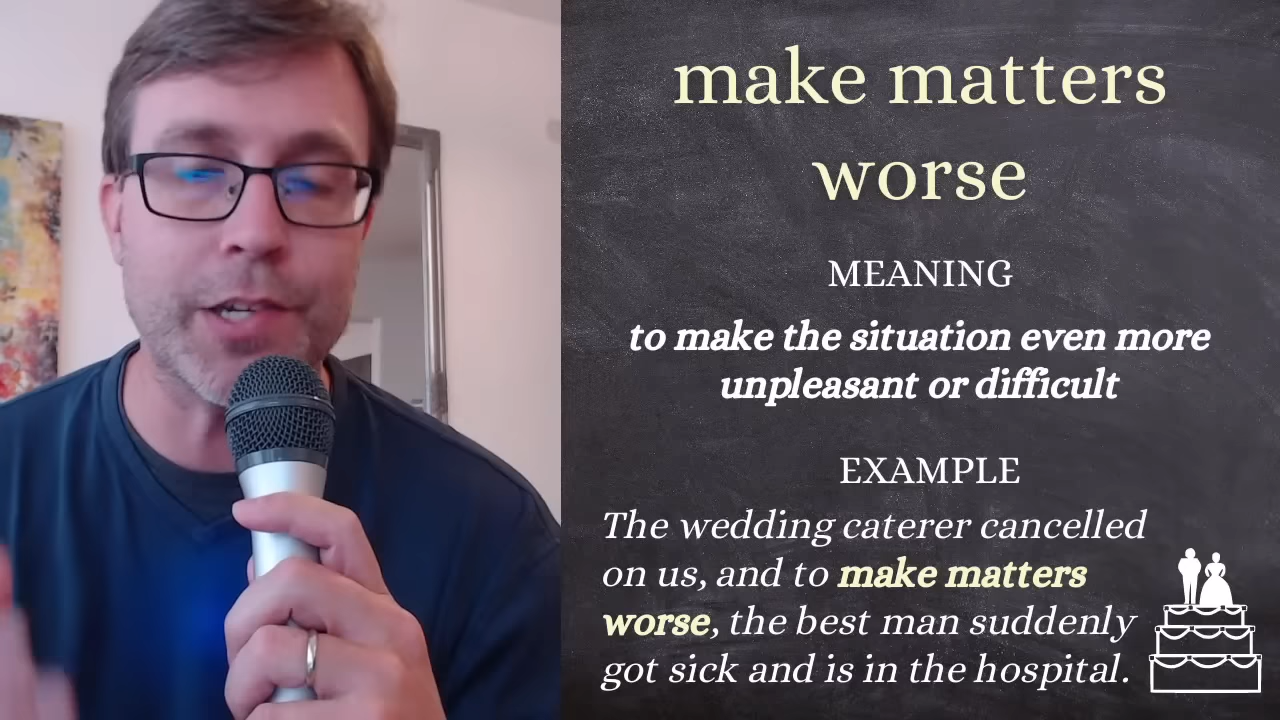 make matters
worse
MEANING
to make the situation even more
unpleasant or difficult
EXAMPLE
The wedding caterer cancelled
on us, and to make matters
worse, the best man suddenly
got sick and is in the hospital.